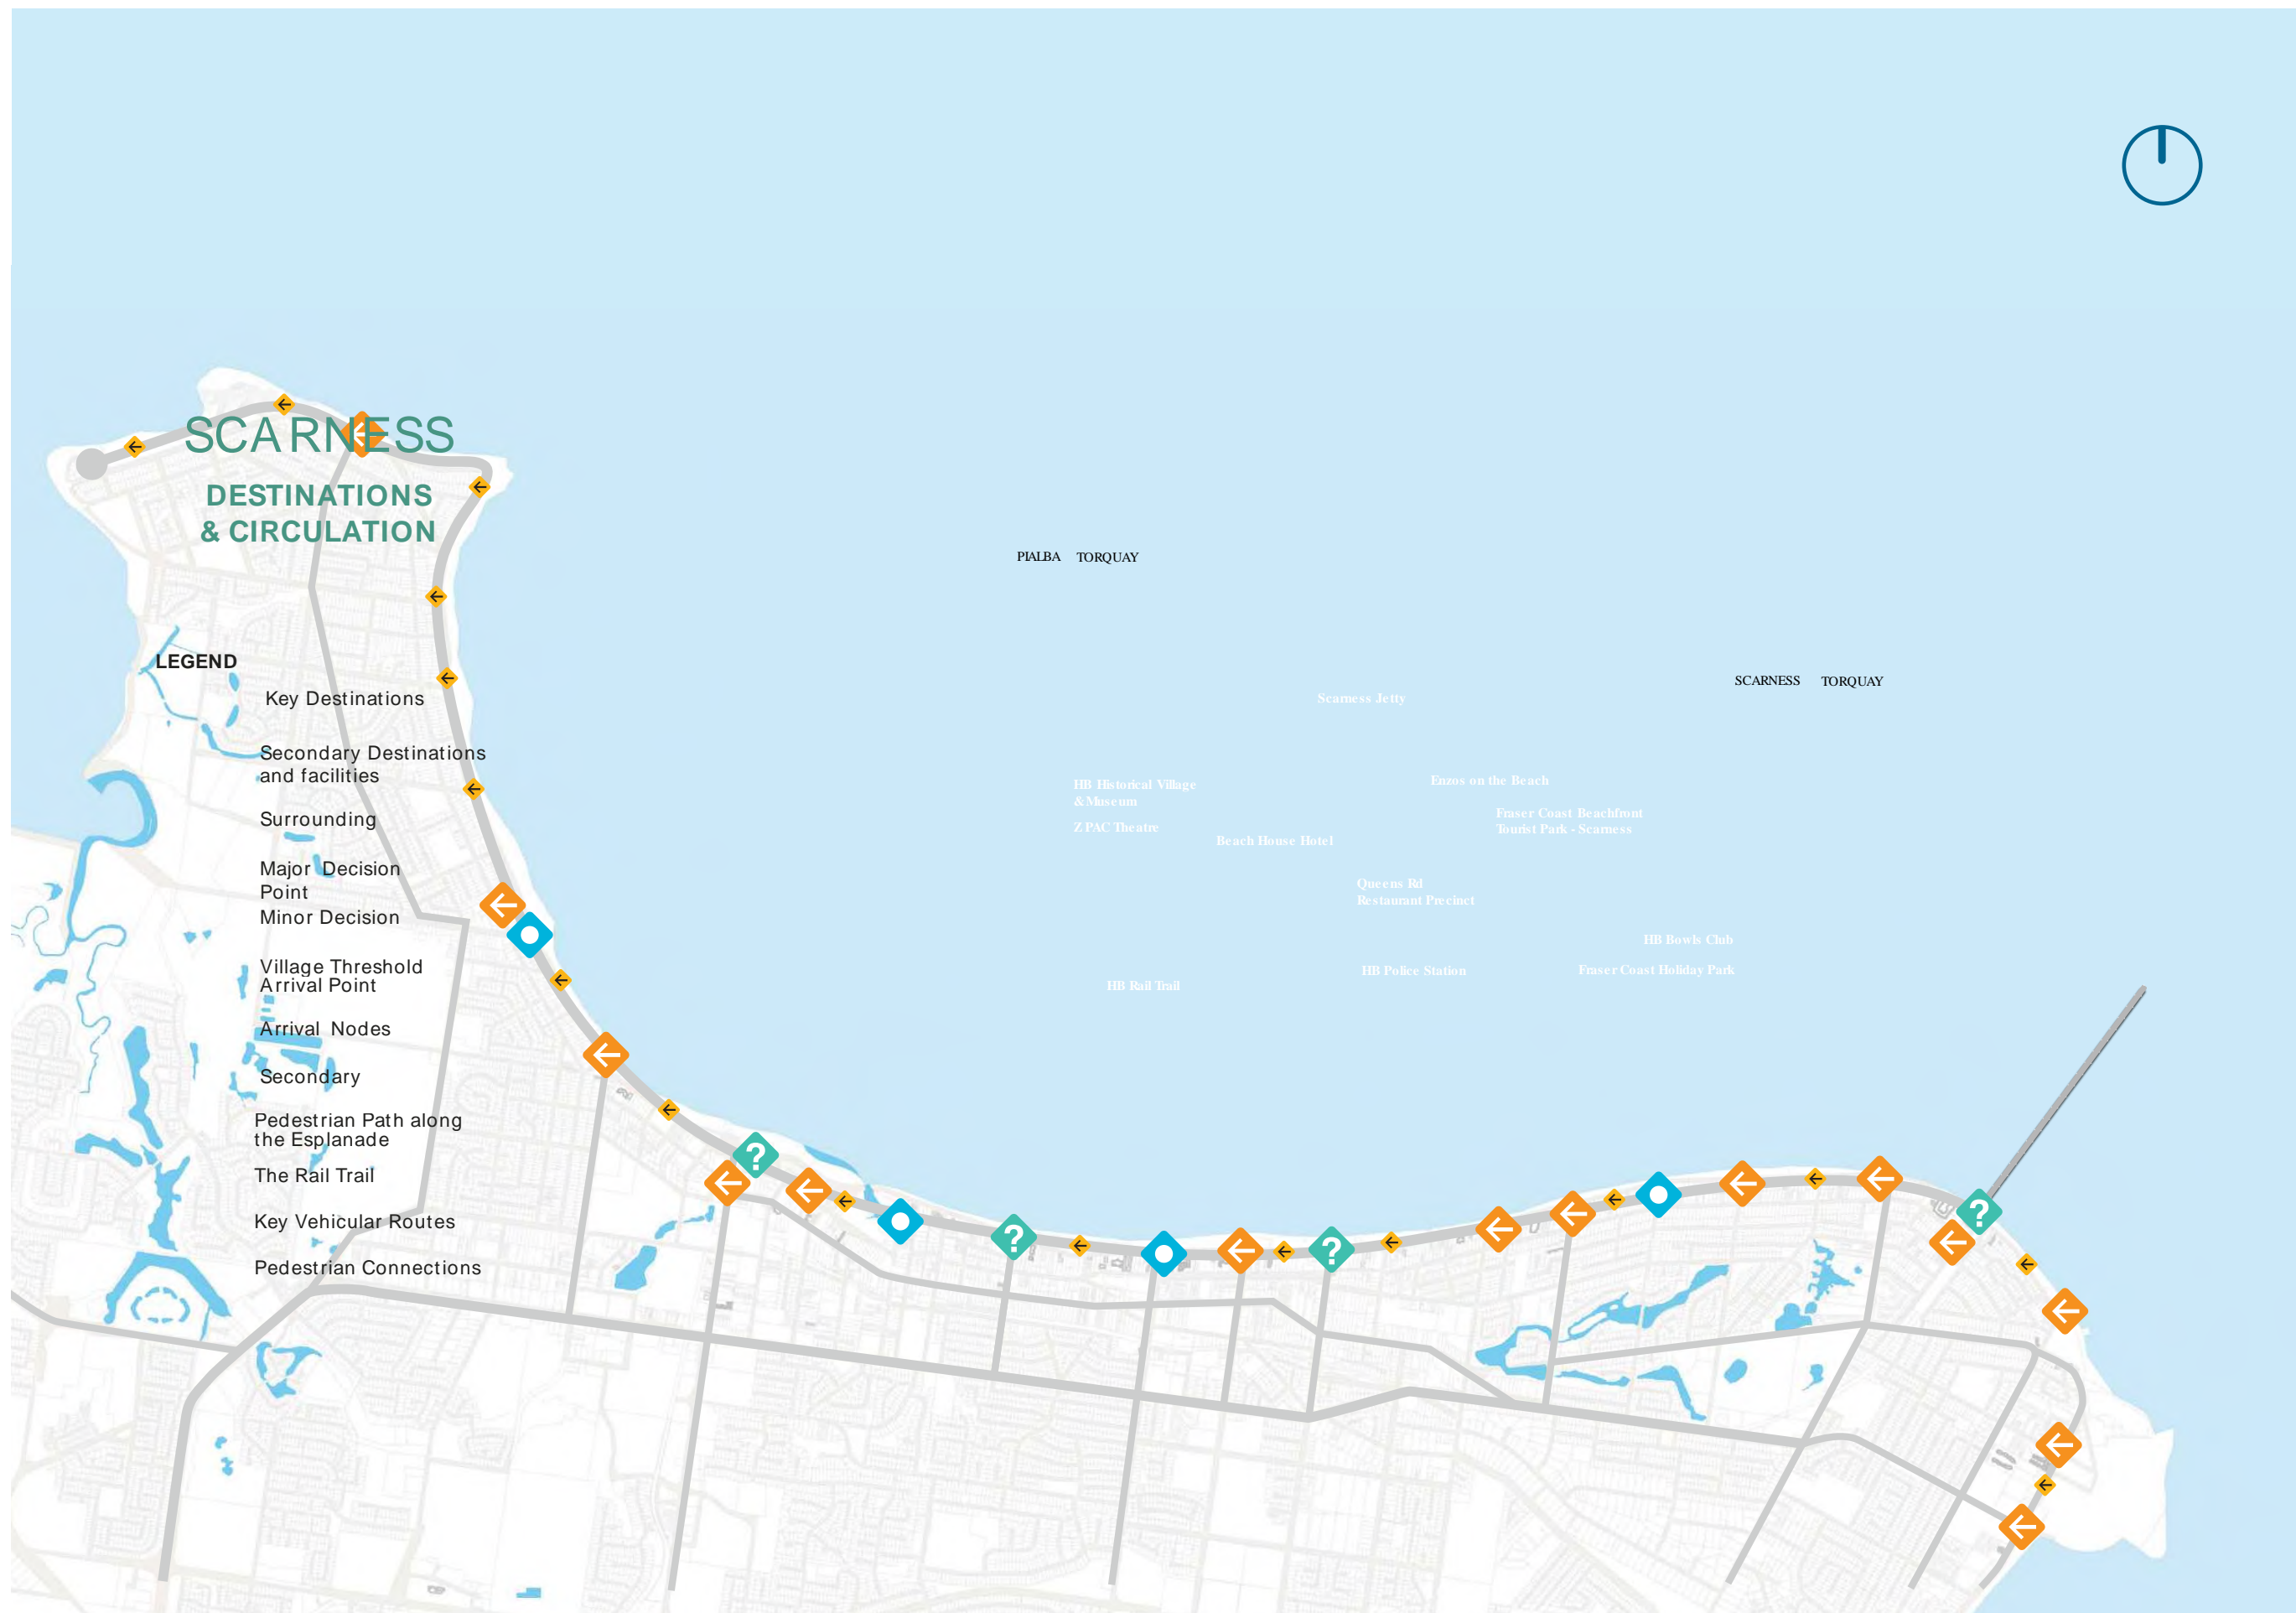 SCARNESS
DESTINATIONS
& CIRCULATION
PIALBA TORQUAY
LEGEND
Key Destinations
Secondary Destinations
and facilities
Surrounding
Major Decision
Point
Minor Decision
Village Threshold
Arrival Point
Arrival Nodes
Secondary
Pedestrian Path along
the Esplanade
The Rail Trail
Key Vehicular Routes
Pedestrian Connections
SCARNESS TORQUAY
Scarness Jetty
HB Historical Village
& Museum
Z PAC Theatre
Enzos on the Beach
Fraser Coast Beachfront
Tourist Park - Scarness
Beach House Hotel
Queens Rd
Restaurant Precinct
HB Bowls Club
HB Police Station
Fraser Coast Holiday Park
HB Rail Trail
?
?
?
?